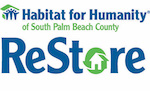 Habitat for Humanity®
of South Palm Beach County
ReStore